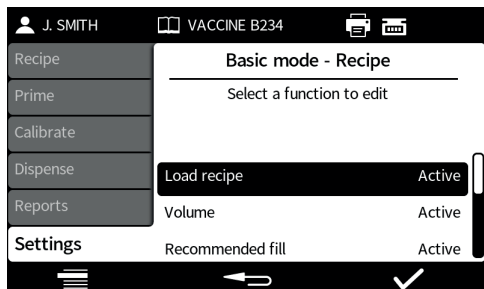 J. SMITH
VACCINE B234
Recipe
Prime
Calibrate
Dispense
Reports
Settings
Basic mode - Recipe
Select a function to edit
Load recipe Active
Volume Active
Recommended fill Active